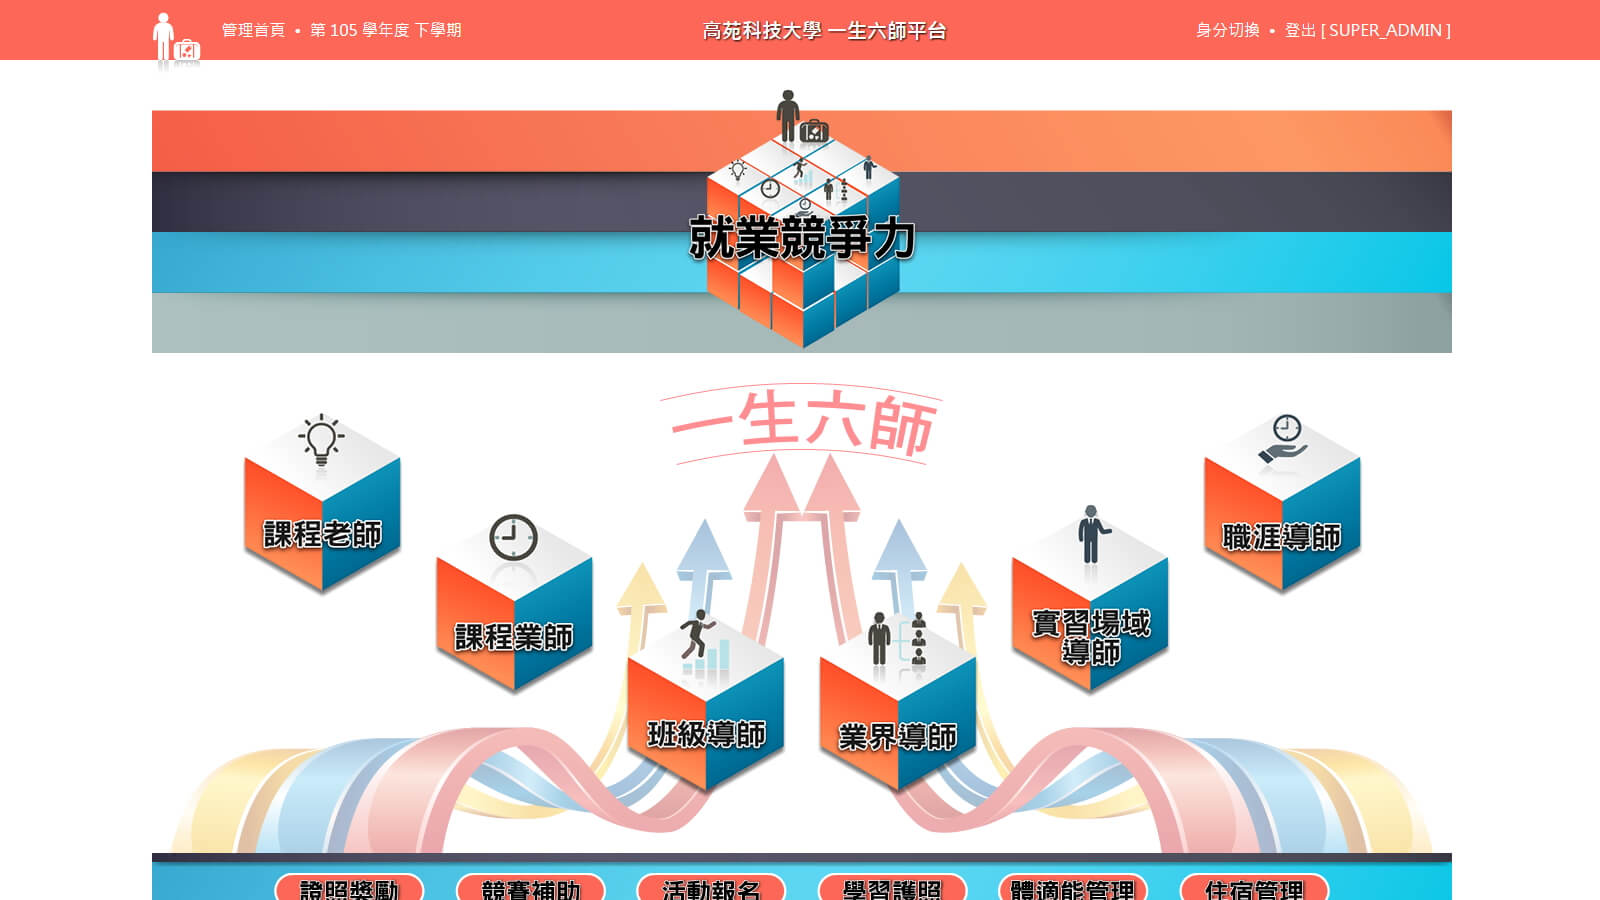 管理首頁 • 第 105 學年度 下學期
高苑科技大學 一生六師平台
身分切換 • 登出 [ SUPER_ADMIN ]
就業競爭力
一生六師
課程老師
課程業師
班級導師
業界導師
實習場域
導師
職涯導師
證照獎勵
競賽補助
活動報名
學習護照
體適能管理
住宿管理